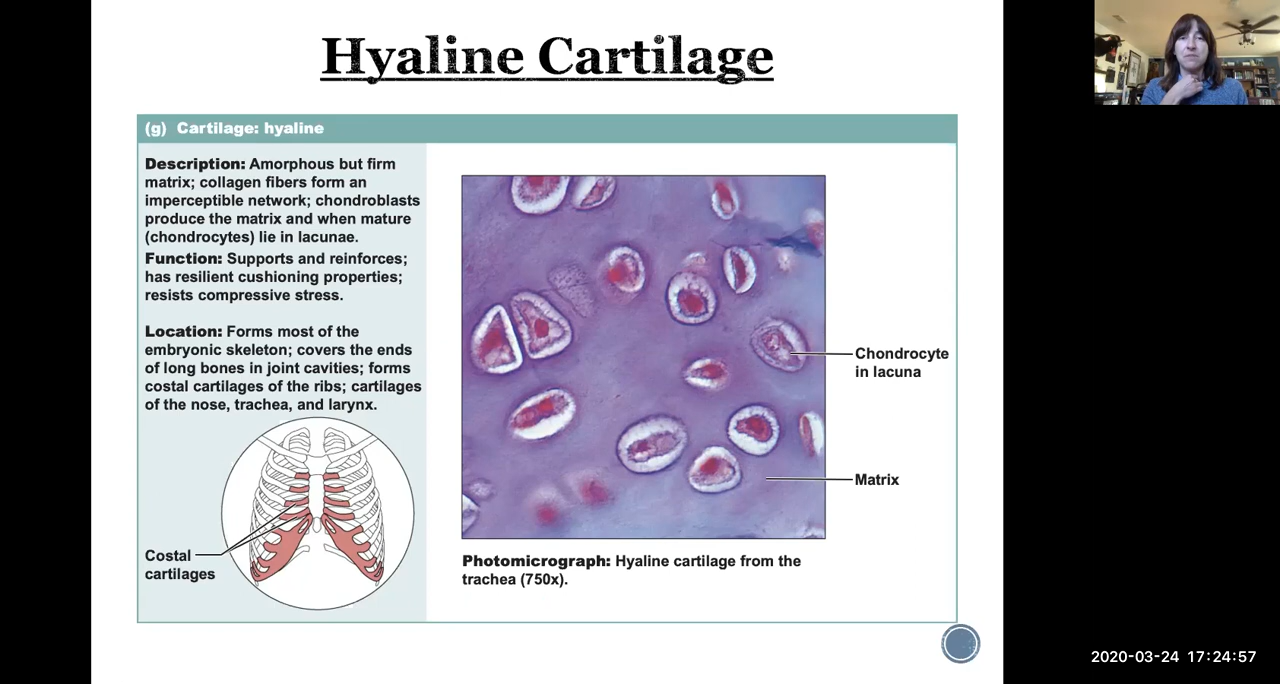 Hyaline Cartilage
(g) Cartilage: hyaline
Description: Amorphous but firm
matrix; collagen fibers form an
imperceptible network; chondroblasts
produce the matrix and when mature
(chondrocytes) lie in lacunae.
Function: Supports and reinforces;
has resilient cushioning properties;
resists compressive stress.
Location: Forms most of the
embryonic skeleton; covers the ends
of long bones in joint cavities; forms
costal cartilages of the ribs; cartilages
of the nose, trachea, and larynx.
Costal
cartilages
Chondrocyte
in lacuna
Matrix
Photomicrograph: Hyaline cartilage from the
trachea (750x).
2020-03-24 17:24:57